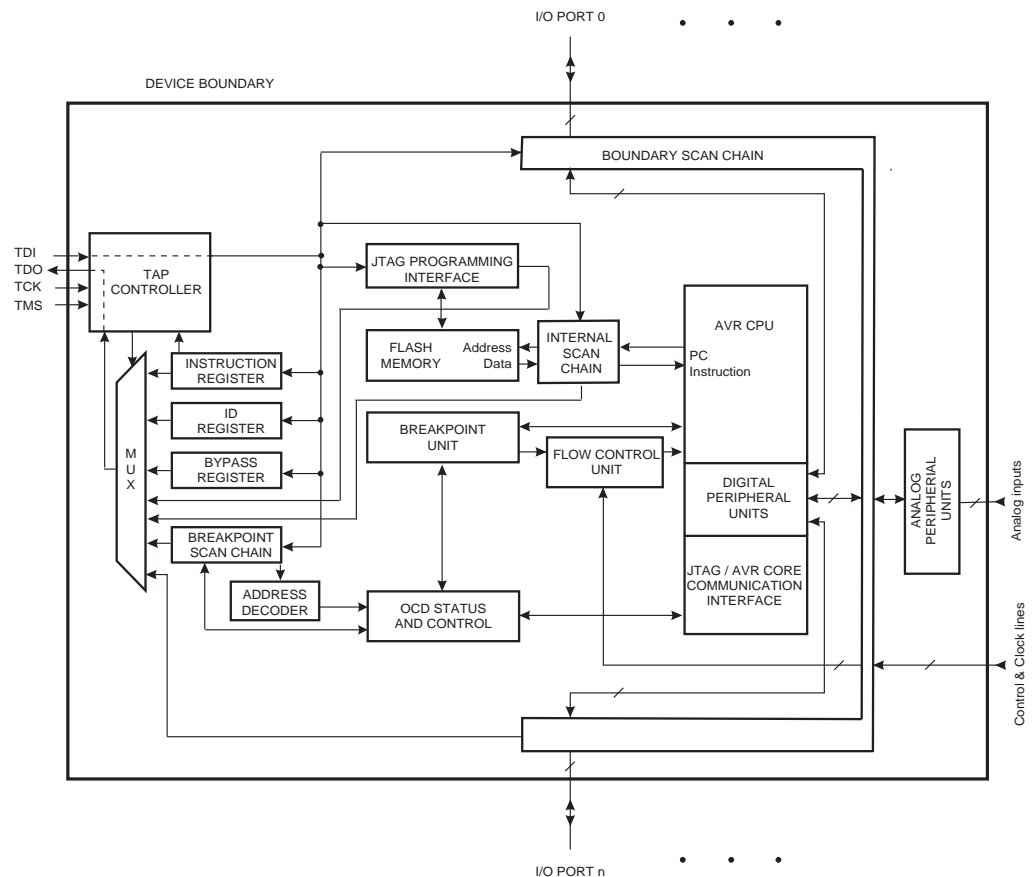 I/O PORT 0
DEVICE BOUNDARY
BOUNDARY SCAN CHAIN
TDI
TDO
TCK
TMS
TAP
CONTROLLER
JTAG PROGRAMMING
INTERFACE
AVR CPU
FLASH
MEMORY
Address
Data
INTERNAL
SCAN
CHAIN
PC
Instruction
INSTRUCTION
REGISTER
ID
REGISTER
BYPASS
REGISTER
M
U
X
BREAKPOINT
UNIT
FLOW CONTROL
UNIT
DIGITAL
PERIPHERAL
UNITS
ANALOG
PERIPHERIAL
UNITS
Analog inputs
BREAKPOINT
SCAN CHAIN
ADDRESS
DECODER
OCD STATUS
AND CONTROL
JTAG / AVR CORE
COMMUNICATION
INTERFACE
Control & Clock lines
I/O PORT n